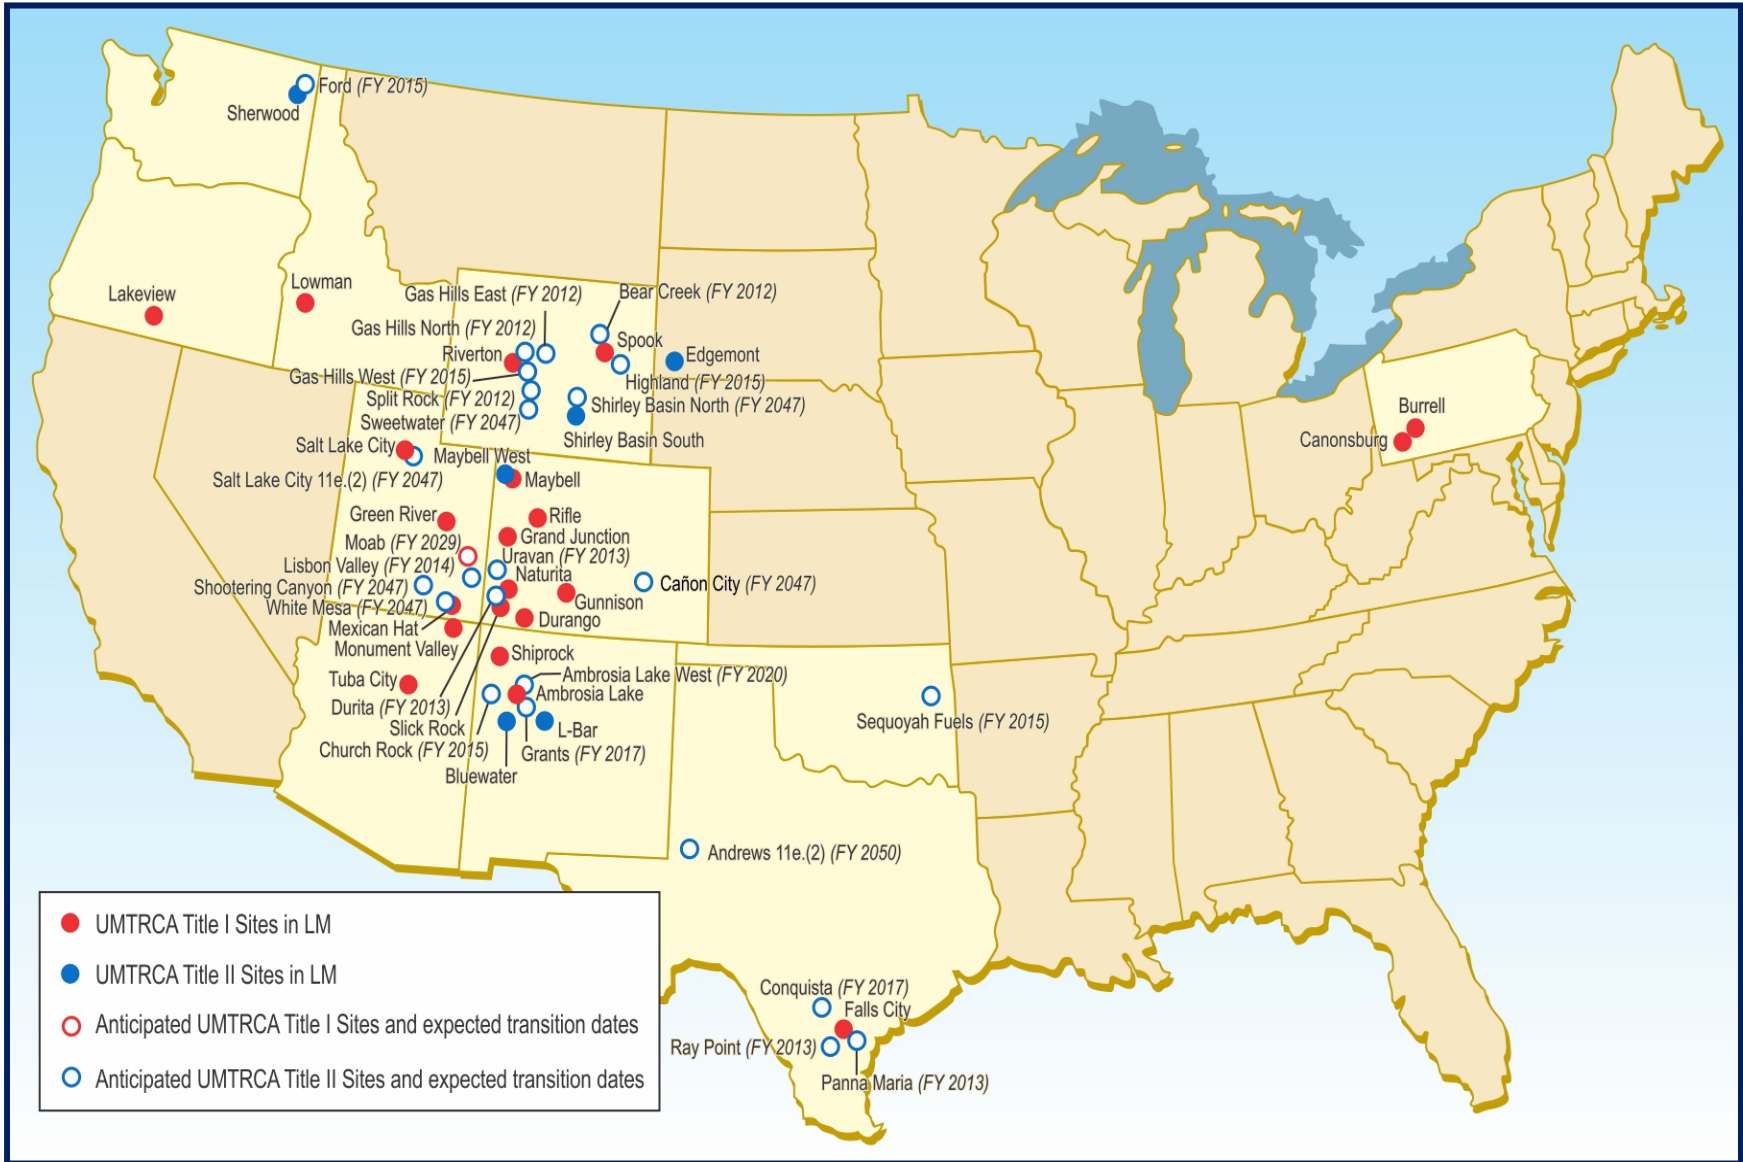 Ford (FY 2015)
Sherwood
Lakeview
Lowman
Gas Hills East (FY 2012)
Bear Creek (FY 2012)
Gas Hills North (FY 2012)
Spook
Riverton
Edgemont
Gas Hills West (FY 2015)
Highland (FY 2015)
Split Rock (FY 2012)
Shirley Basin North (FY 2047)
Sweetwater (FY 2047)
Shirley Basin South
Burrell
Canonsburg
Salt Lake City
Maybell West
Salt Lake City 11e.(2) (FY 2047)
Maybell
Green River
Rifle
Moab (FY 2029)
Grand Junction
Lisbon Valley (FY 2014)
Uravan (FY 2013)
Shootering Canyon (FY 2047)
Naturita
Cañon City (FY 2047)
White Mesa (FY 2047)
Gunnison
Mexican Hat
Durango
Monument Valley
Shiprock
Tuba City
Ambrosia Lake West (FY 2020)
Ambrosia Lake
Durita (FY 2013)
Slick Rock
L-Bar
Church Rock (FY 2015)
Grants (FY 2017)
Bluewater
Sequoyah Fuels (FY 2015)
Andrews 11e.(2) (FY 2050)
Conquista (FY 2017)
Falls City
Ray Point (FY 2013)
Panna Maria (FY 2013)
UMTRCA Title I Sites in LM
UMTRCA Title II Sites in LM
Anticipated UMTRCA Title I Sites and expected transition dates
Anticipated UMTRCA Title II Sites and expected transition dates